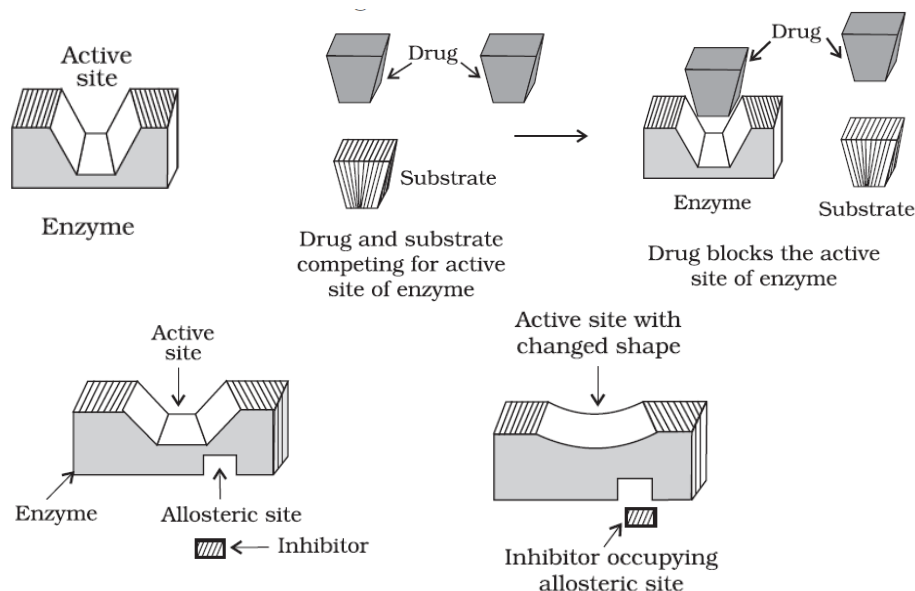 Active
site
Enzyme
Drug
Substrate
Drug and substrate
competing for active
site of enzyme
Drug
Enzyme
Substrate
Drug blocks the active
site of enzyme
Active
site
Enzyme
Allosteric site
Inhibitor
Active site with
changed shape
Inhibitor occupying
allosteric site